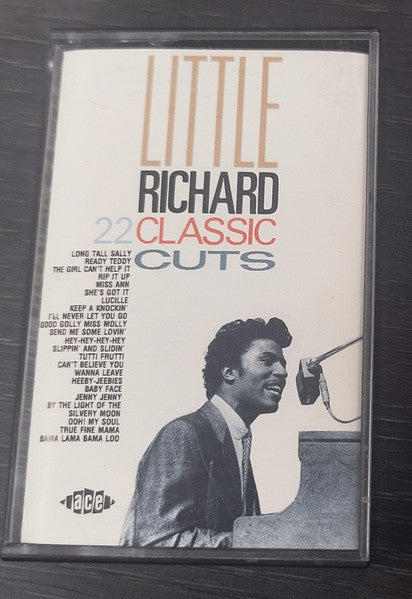 LITTLE
RICHARD
22 CLASSIC
CUTS
LONG TALL SALLY
READY TEDDY
THE GIRL CAN'T HELP IT
RIP IT UP
MISS ANN
SHE'S GOT IT
LUCILLE
KEEP A KNOCKIN'
I'LL NEVER LET YOU GO
GOOD GOLLY MISS MOLLY
SEND ME SOME LOVIN'
HEY-HEY-HEY-HEY
SLIPPIN' AND SLIDIN'
TUTTI FRUTTI
CAN'T BELIEVE YOU
WANNA LEAVE
HEEBY-JEEBIES
BABY FACE
JENNY JENNY
BY THE LIGHT OF THE
SILVERY MOON
OOH! MY SOUL
TRUE FINE MAMA
BAMA LAMA BAMA LOO
ace